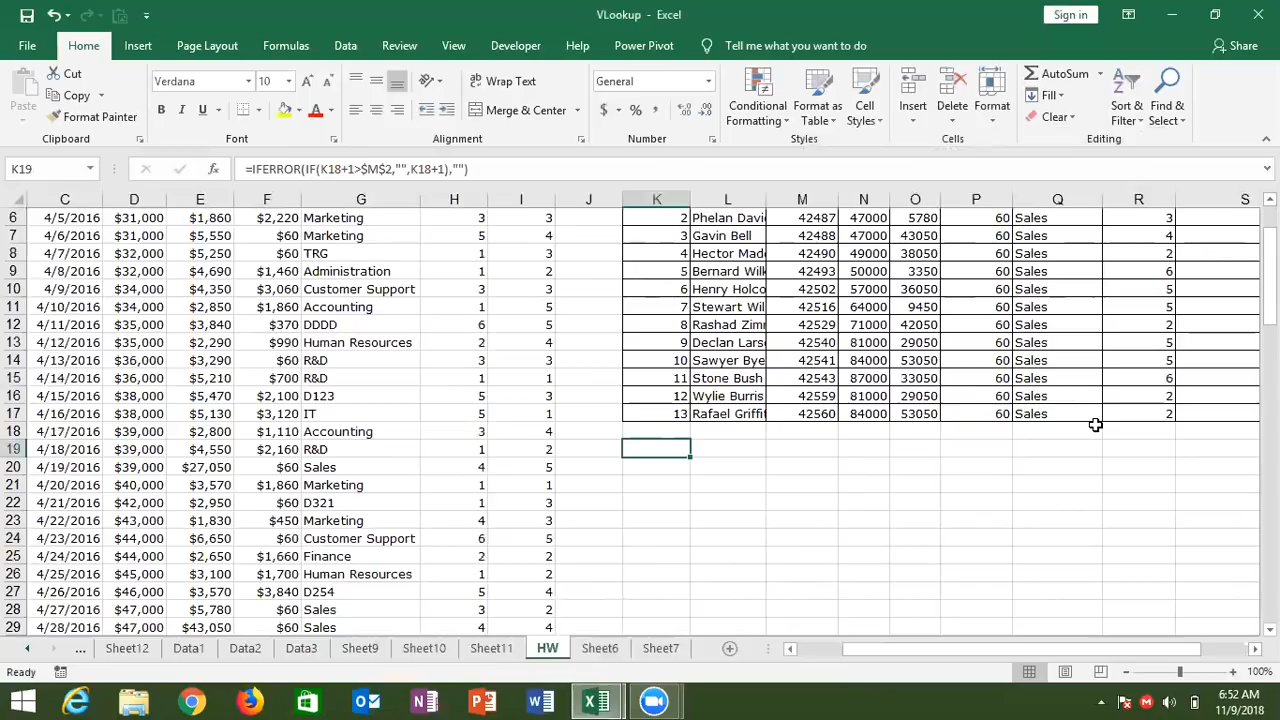 VLookup - Excel
Sign in
File Home Insert Page Layout Formulas Data Review View Developer Help Power Pivot Tell me what you want to do Share
Paste Cut Copy Format Painter Clipboard
Verdana 10 B I U A Font
Wrap Text Merge & Center Alignment
General $ % , Number
Conditional Formatting Format as Table Cell Styles Styles
Insert Delete Format Cells
AutoSum Fill Clear Sort & Filter Find & Select Editing
K19 fx =IFERROR(IF(K18+1>$M$2,"",K18+1),"")
C D E F G H I J K L M N O P Q R S
6 4/5/2016 $31,000 $1,860 $2,220 Marketing 3 3 2 Phelan Davi 42487 47000 5780 60 Sales 3
7 4/6/2016 $31,000 $5,550 $60 Marketing 5 4 3 Gavin Bell 42488 47000 43050 60 Sales 4
8 4/7/2016 $32,000 $5,250 $60 TRG 1 3 4 Hector Mad 42490 49000 38050 60 Sales 2
9 4/8/2016 $32,000 $4,690 $1,460 Administration 1 2 5 Bernard Wilk 42493 50000 3350 60 Sales 6
10 4/9/2016 $34,000 $4,350 $3,060 Customer Support 3 3 6 Henry Holco 42502 57000 36050 60 Sales 5
11 4/10/2016 $34,000 $2,850 $1,860 Accounting 1 5 7 Stewart Wil 42516 64000 9450 60 Sales 5
12 4/11/2016 $35,000 $3,840 $370 DDDD 6 5 8 Rashad Zim 42529 71000 42050 60 Sales 2
13 4/12/2016 $35,000 $2,290 $990 Human Resources 2 4 9 Declan Lars 42540 81000 29050 60 Sales 5
14 4/13/2016 $36,000 $3,290 $60 R&D 3 3 10 Sawyer Bye 42541 84000 53050 60 Sales 5
15 4/14/2016 $36,000 $5,210 $700 R&D 1 1 11 Stone Bush 42543 87000 33050 60 Sales 6
16 4/15/2016 $38,000 $5,470 $2,100 D123 5 3 12 Wylie Burris 42559 81000 29050 60 Sales 2
17 4/16/2016 $38,000 $5,130 $3,120 IT 5 1 13 Rafael Griffi 42560 84000 53050 60 Sales 2
18 4/17/2016 $39,000 $2,800 $1,110 Accounting 3 4
19 4/18/2016 $39,000 $4,550 $2,160 R&D 1 2
20 4/19/2016 $39,000 $27,050 $60 Sales 4 5
21 4/20/2016 $40,000 $3,570 $1,860 Marketing 1 1
22 4/21/2016 $42,000 $2,950 $60 D321 1 3
23 4/22/2016 $43,000 $1,830 $450 Marketing 4 3
24 4/23/2016 $44,000 $6,650 $60 Customer Support 6 5
25 4/24/2016 $44,000 $2,650 $1,660 Finance 2 2
26 4/25/2016 $45,000 $3,100 $1,700 Human Resources 1 2
27 4/26/2016 $46,000 $3,570 $3,840 D254 5 4
28 4/27/2016 $47,000 $5,780 $60 Sales 3 2
29 4/28/2016 $47,000 $43,050 $60 Sales 4 4
... Sheet12 Data1 Data2 Data3 Sheet9 Sheet10 Sheet11 HW Sheet6 Sheet7
Ready 100%
6:52 AM
11/9/2018